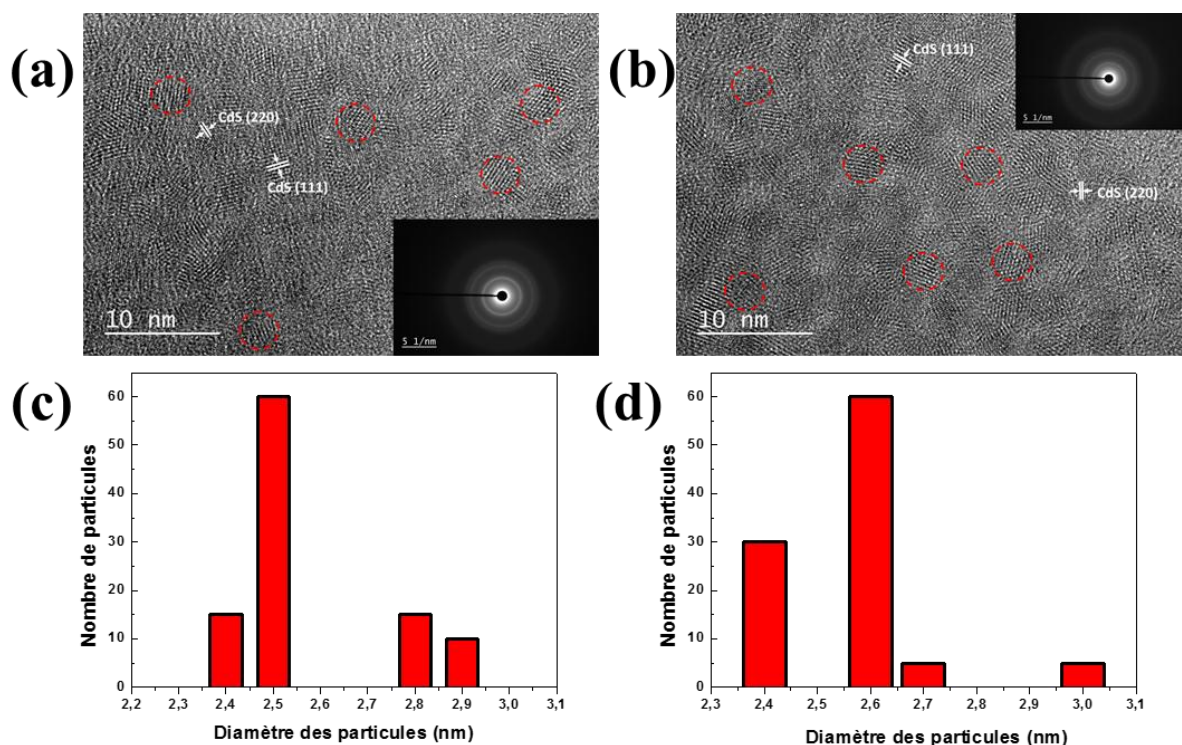 (a)
CdS (220)
CdS (111)
10 nm
5 1/nm
(b)
CdS (111)
CdS (220)
10 nm
5 1/nm
(c)
Nombre de particules
60
50
40
30
20
10
0
2,2 2,3 2,4 2,5 2,6 2,7 2,8 2,9 3,0 3,1
Diamètre des particules (nm)
(d)
Nombre de particules
60
50
40
30
20
10
0
2,3 2,4 2,5 2,6 2,7 2,8 2,9 3,0 3,1
Diamètre des particules (nm)